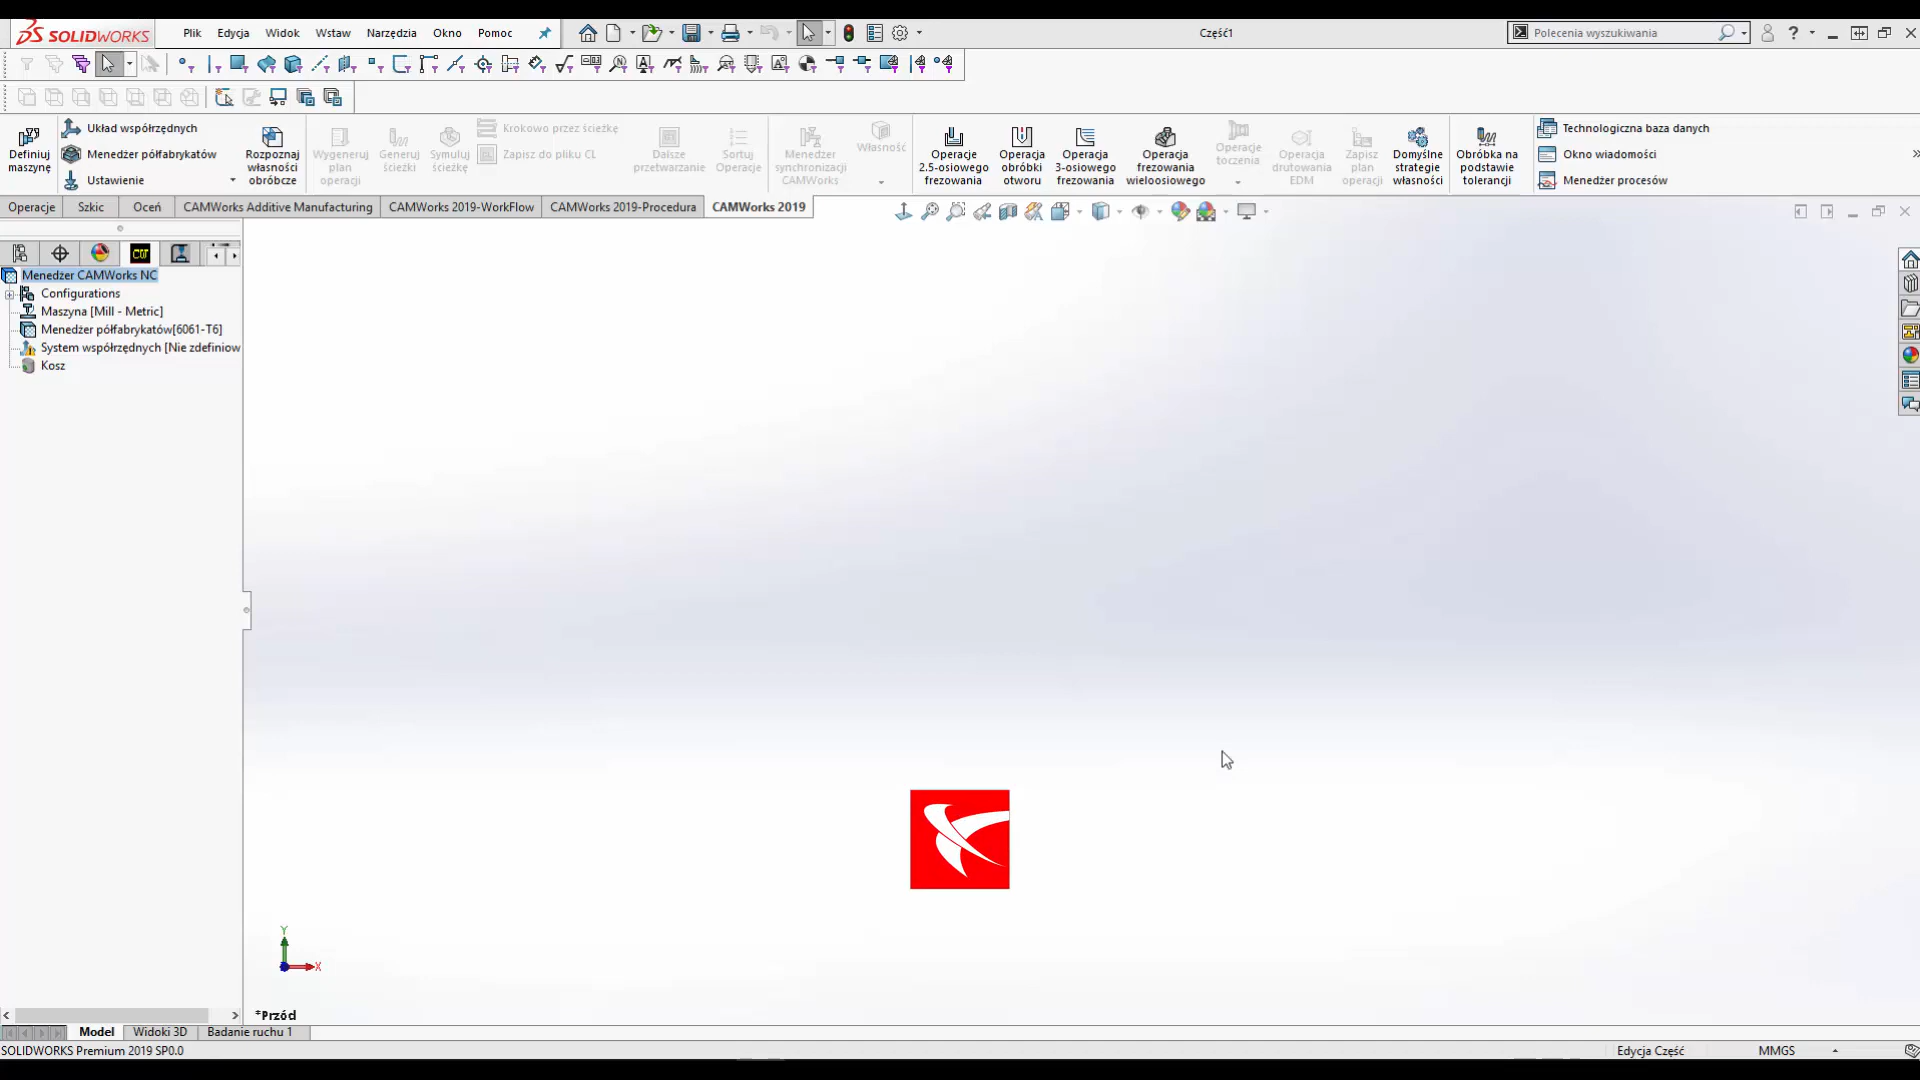 SOLIDWORKS
Plik Edycja Widok Wstaw Narzędzia Okno Pomoc
Część1
Polecenia wyszukiwania
Definiuj
maszynę
Układ współrzędnych
Menedżer półfabrykatów
Ustawienie
Rozpoznaj
własności
obróbcze
Wygeneruj
plan
operacji
Generuj
ścieżki
Symuluj
ścieżkę
Krokowo przez ścieżkę
Zapisz do pliku CL
Dalsze
przetwarzanie
Sortuj
Operacje
Menedżer
synchronizacji
CAMWorks
Własność
Operacje
2.5-osiowego
frezowania
Operacja
obróbki
otworu
Operacja
3-osiowego
frezowania
Operacja
frezowania
wieloosiowego
Operacje
toczenia
Operacja
drutowania
EDM
Zapisz
plan
operacji
Domyślne
strategie
własności
Obróbka na
podstawie
tolerancji
Technologiczna baza danych
Okno wiadomości
Menedżer procesów
Operacje Szkic Oceń CAMWorks Additive Manufacturing CAMWorks 2019-WorkFlow CAMWorks 2019-Procedura CAMWorks 2019
Menedżer CAMWorks NC
Configurations
Maszyna [Mill - Metric]
Menedżer półfabrykatów[6061-T6]
System współrzędnych [Nie zdefiniow
Kosz
Y
X
*Przód
Model Widoki 3D Badanie ruchu 1
SOLIDWORKS Premium 2019 SP0.0
Edycja Część
MMGS